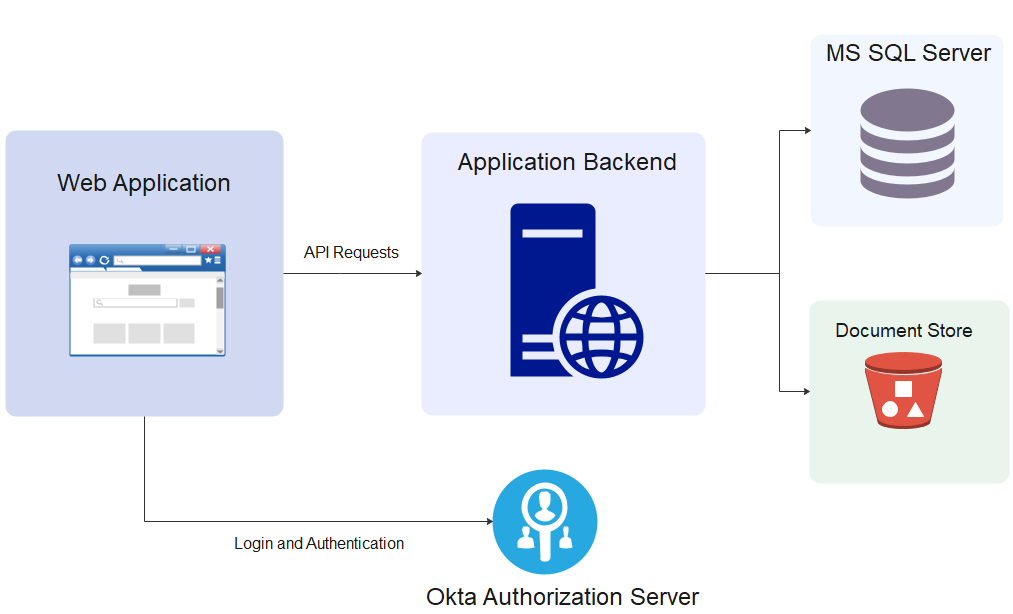 MS SQL Server
Web Application
Application Backend
API Requests
Document Store
Login and Authentication
Okta Authorization Server